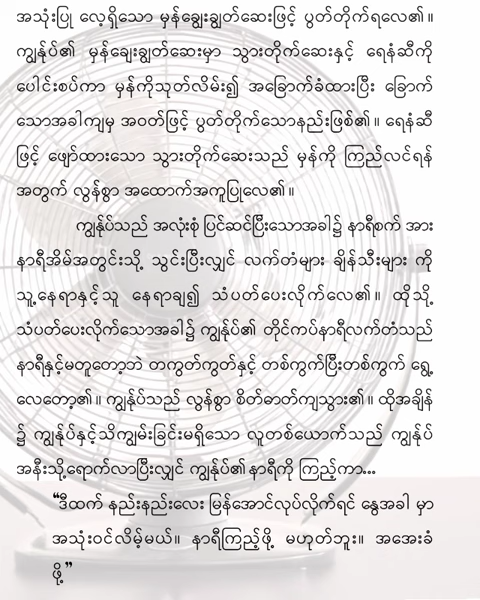 အသုံးပြု လေ့ရှိသော မှန်ချွေးချွတ်ဆေးဖြင့် ပွတ်တိုက်ရလေ၏။
ကျွန်ုပ်၏ မှန်ချေးချွတ်ဆေးမှာ သွားတိုက်ဆေးနှင့် ရေနံဆီကို
ပေါင်းစပ်ကာ မှန်ကိုသုတ်လိမ်း၍ အခြောက်ခံထားပြီး ခြောက်
သောအခါကျမှ အဝတ်ဖြင့် ပွတ်တိုက်သောနည်းဖြစ်၏။ ရေနံဆီ
ဖြင့် ဖျော်ထားသော သွားတိုက်ဆေးသည် မှန်ကို ကြည်လင်ရန်
အတွက် လွန်စွာ အထောက်အကူပြုလေ၏။
ကျွန်ုပ်သည် အလုံးစုံ ပြင်ဆင်ပြီးသောအခါ၌ နာရီစက် အား
နာရီအိမ်အတွင်းသို့ သွင်းပြီးလျှင် လက်တံများ ချိန်သီးများ ကို
သူ့နေရာနှင့်သူ နေရာချ၍ သံပတ်ပေးလိုက်လေ၏။ ထိုသို့
သံပတ်ပေးလိုက်သောအခါ၌ ကျွန်ုပ်၏ တိုင်ကပ်နာရီလက်တံသည်
နာရီနှင့်မတူတော့ဘဲ တကွတ်ကွတ်နှင့် တစ်ကွက်ပြီးတစ်ကွက် ရွေ့
လေတော့၏။ ကျွန်ုပ်သည် လွန်စွာ စိတ်ဓာတ်ကျသွား၏။ ထိုအချိန်
၌ ကျွန်ုပ်နှင့်သိကျွမ်းခြင်းမရှိသော လူတစ်ယောက်သည် ကျွန်ုပ်
အနီးသို့ရောက်လာပြီးလျှင် ကျွန်ုပ်၏ နာရီကို ကြည့်ကာ...
“ဒီထက် နည်းနည်းလေး မြန်အောင်လုပ်လိုက်ရင် နွေအခါ မှာ
အသုံးဝင်လိမ့်မယ်။ နာရီကြည့်ဖို့ မဟုတ်ဘူး။ အအေးခံ
ဖို့”